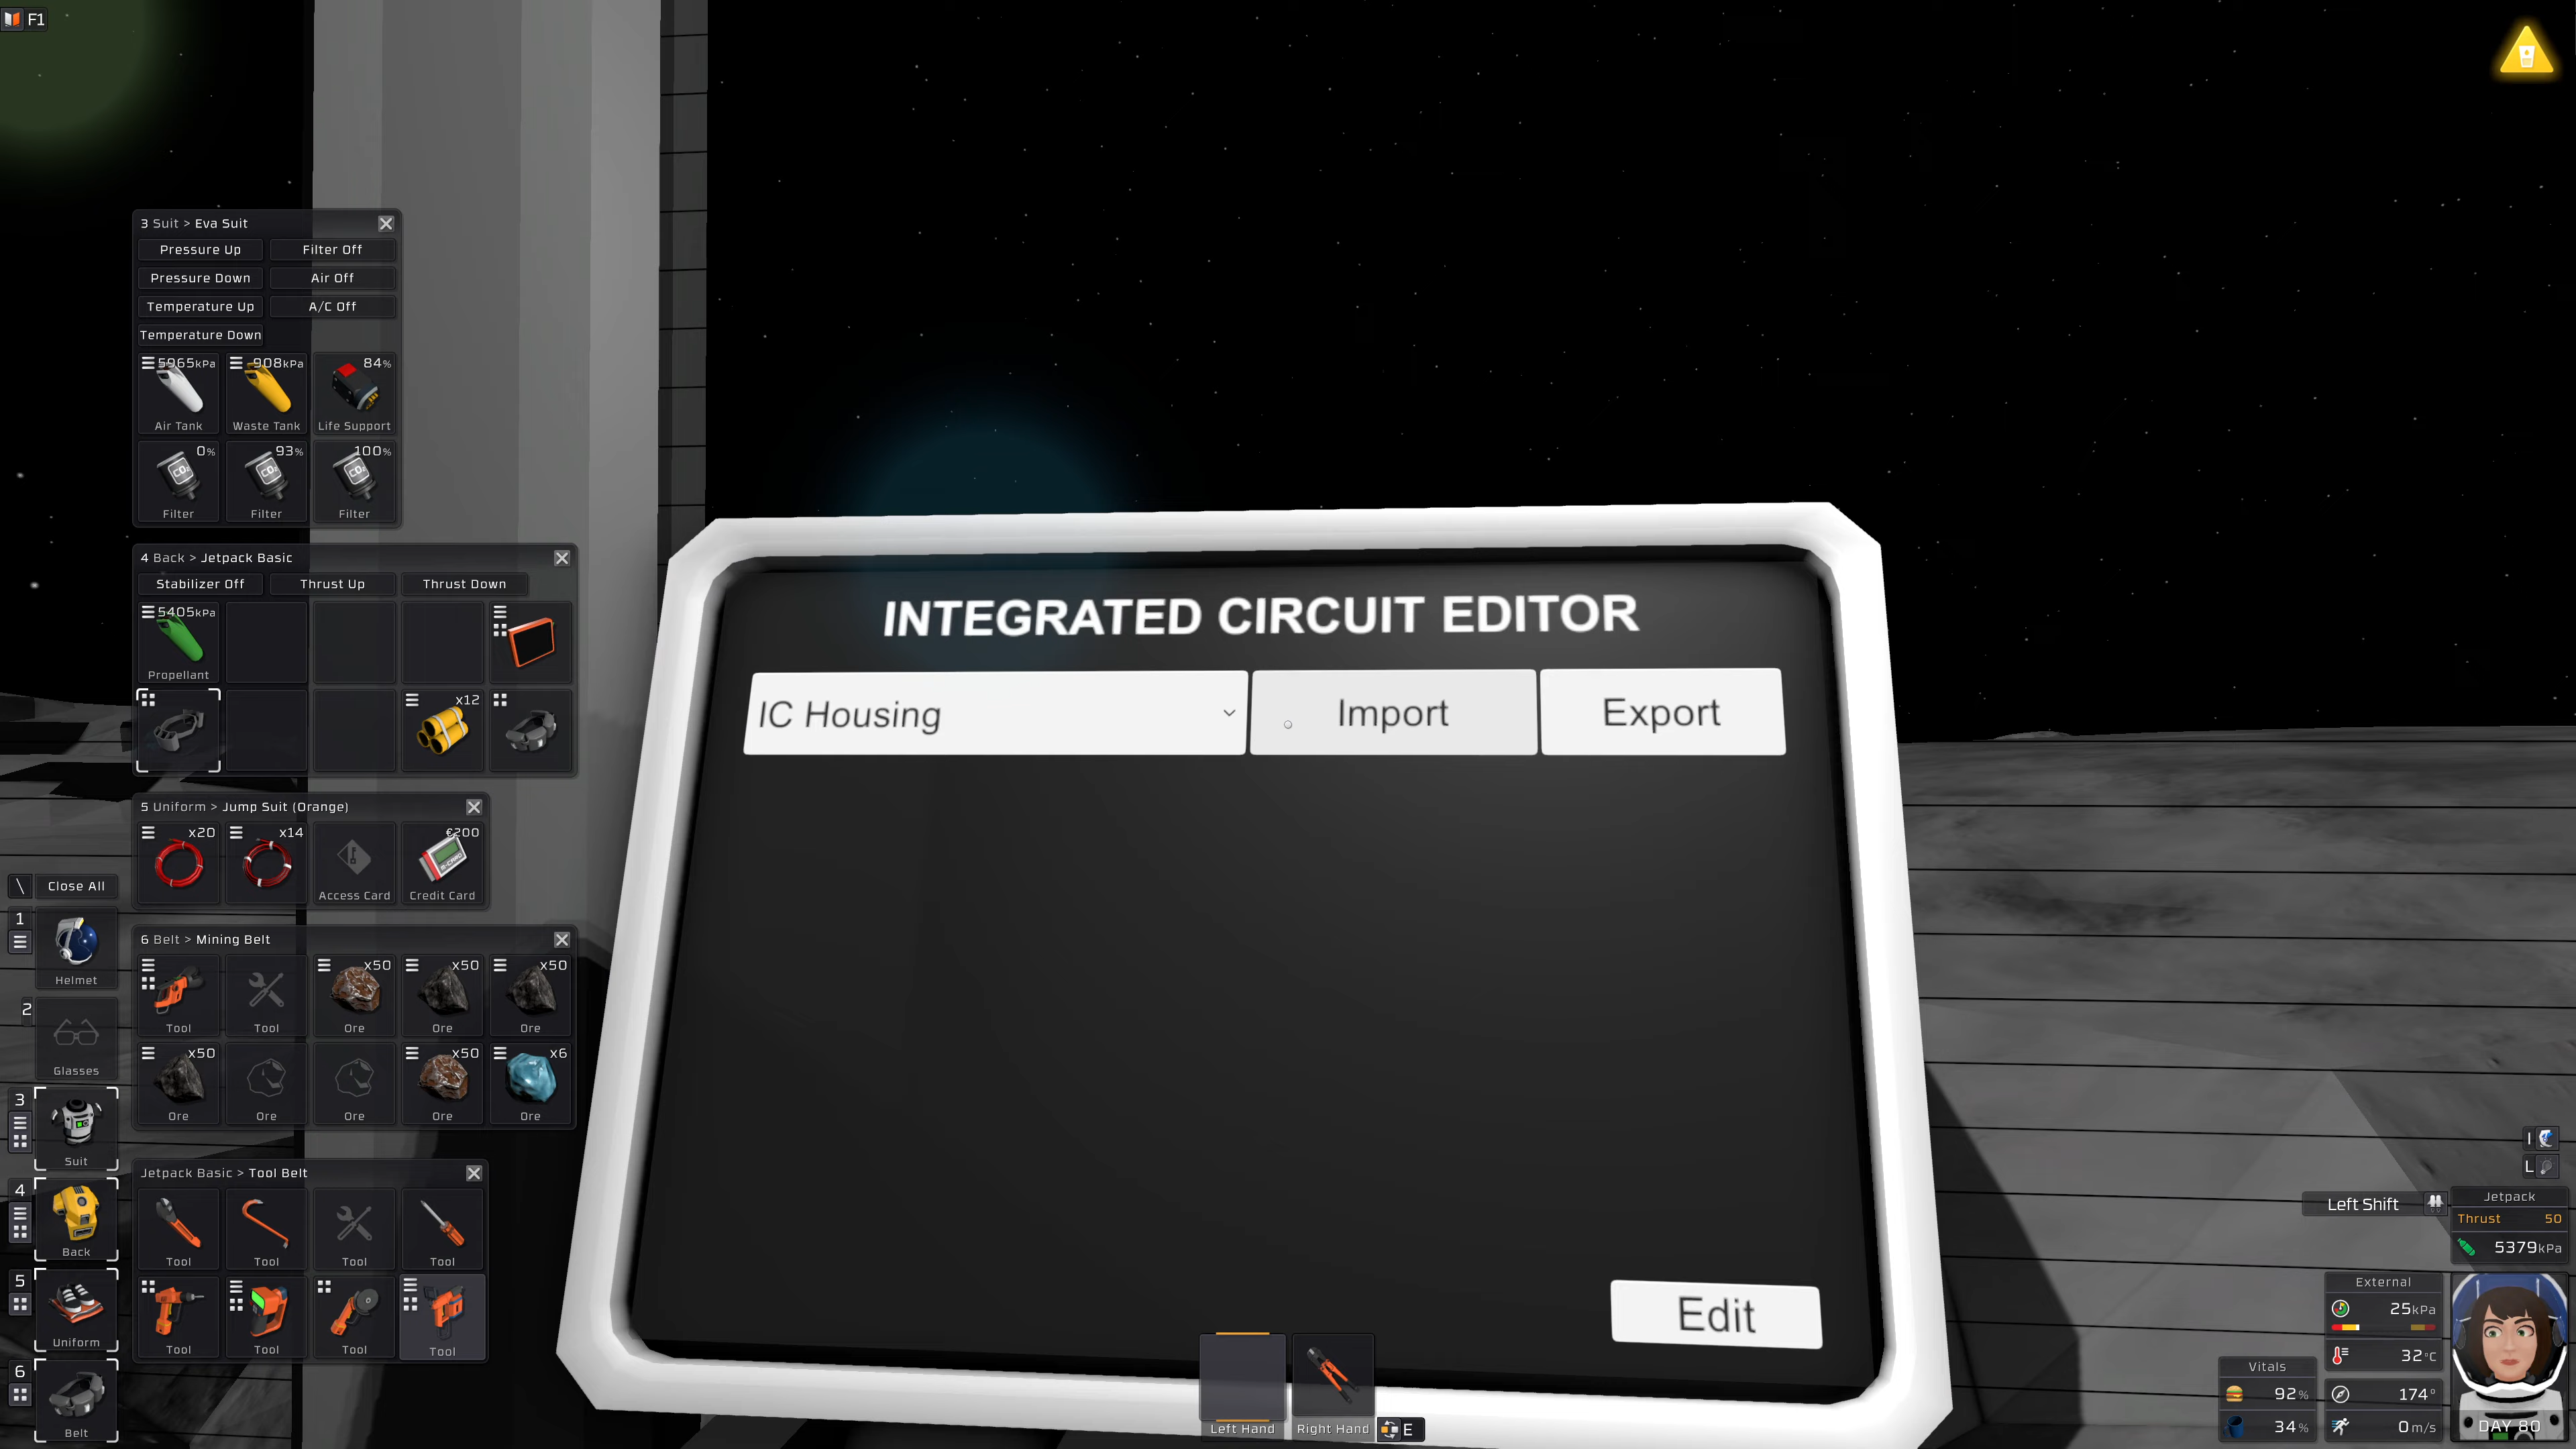 F1
3 Suit > Eva Suit
Pressure Up
Filter Off
Pressure Down
Air Off
Temperature Up
A/C Off
Temperature Down
5965kPa
908kPa
84%
Air Tank
Waste Tank
Life Support
0%
93%
100%
CO₂
CO₂
CO₂
Filter
Filter
Filter
4 Back > Jetpack Basic
Stabilizer Off
Thrust Up
Thrust Down
5405kPa
Propellant
x12
5 Uniform > Jump Suit (Orange)
x20
x14
€200
Access Card
Credit Card
\
Close All
6 Belt > Mining Belt
x50
x50
x50
Tool
Tool
Ore
Ore
Ore
x50
x50
x6
Ore
Ore
Ore
Ore
Ore
Jetpack Basic > Tool Belt
Tool
Tool
Tool
Tool
Tool
Tool
Tool
Tool
1
Helmet
2
Glasses
3
Suit
4
Back
5
Uniform
6
Belt
INTEGRATED CIRCUIT EDITOR
IC Housing
Import
Export
Edit
Left Hand
Right Hand
E
I
L
Left Shift
Jetpack
Thrust 50
5379kPa
External
25kPa
32°C
174°
0m/s
Vitals
92%
34%
DAY 80